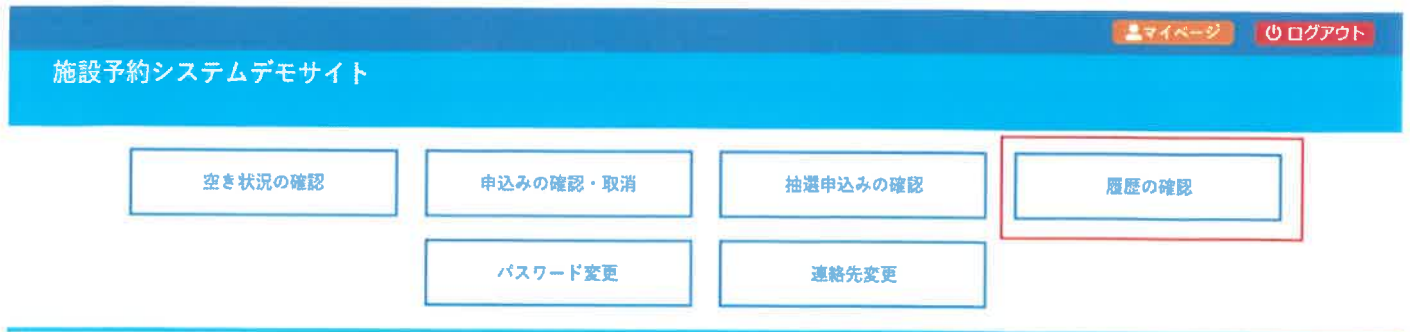 マイページ
ログアウト
施設予約システムデモサイト
空き状況の確認
申込みの確認・取消
抽選申込みの確認
履歴の確認
パスワード変更
連絡先変更